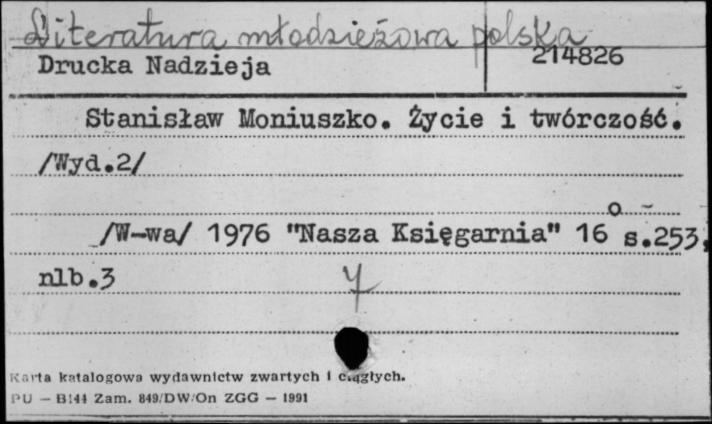 Literatura młodzieżowa polska
Drucka Nadzieja 214826
Stanisław Moniuszko. Życie i twórczość.
/Wyd.2/
/W-wa/ 1976 "Nasza Księgarnia" 16° s.253,
nlb.3
Karta katalogowa wydawnictw zwartych i ciągłych.
PU — B144 Zam. 849/DW/On ZGG — 1991